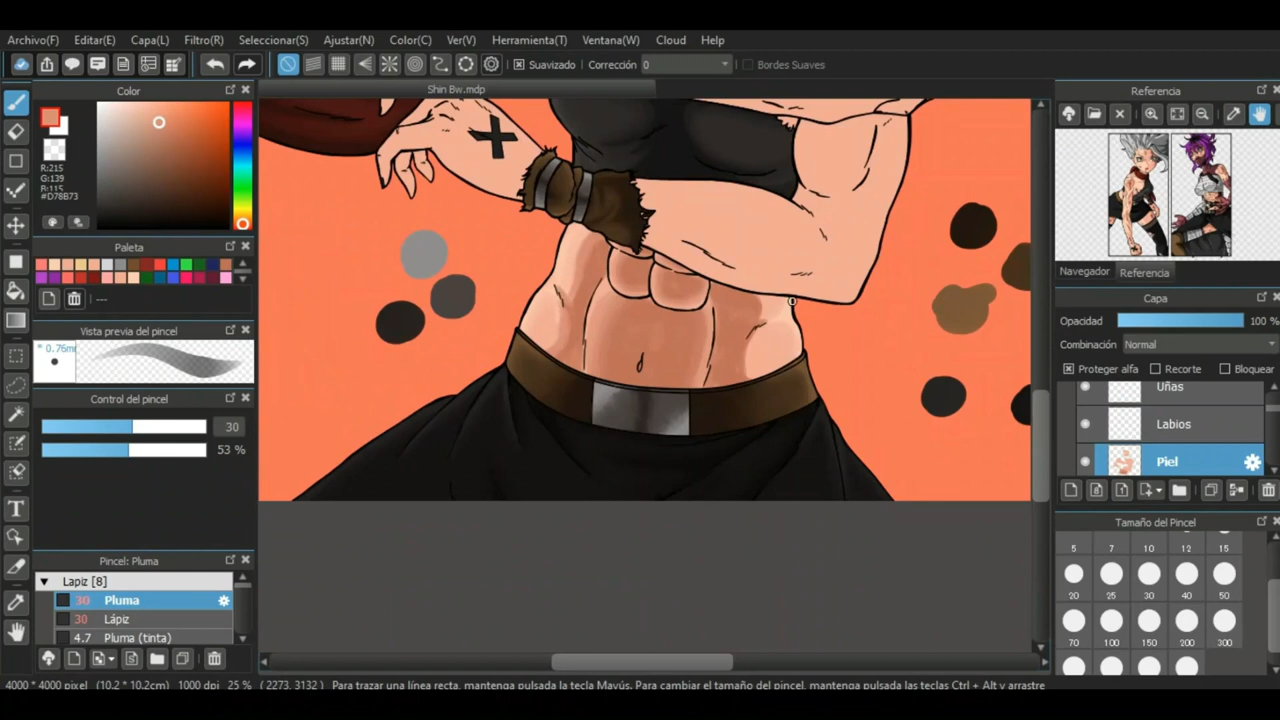 Archivo(F) Editar(E) Capa(L) Filtro(R) Seleccionar(S) Ajustar(N) Color(C) Ver(V) Herramienta(T) Ventana(W) Cloud Help
Suavizado Corrección 0 Bordes Suaves
Color
Shin Bw.mdp
R:215
G:139
B:115
#D78B73
Paleta
---
Vista previa del pincel
* 0.76m
Control del pincel
30
53 %
Pincel: Pluma
Lapiz [8]
30 Pluma
30 Lápiz
4.7 Pluma (tinta)
Referencia
Navegador Referencia
Capa
Opacidad 100 %
Combinación Normal
Proteger alfa Recorte Bloquear
Uñas
Labios
Piel
Tamaño del Pincel
5 7 10 12 15
20 25 30 40 50
70 100 150 200 300
4000 * 4000 pixel (10.2 * 10.2cm) 1000 dpi 25 % ( 2273, 3132 ) Para trazar una línea recta, mantenga pulsada la tecla Mayús. Para cambiar el tamaño del pincel, mantenga pulsadas las teclas Ctrl + Alt y arrastre